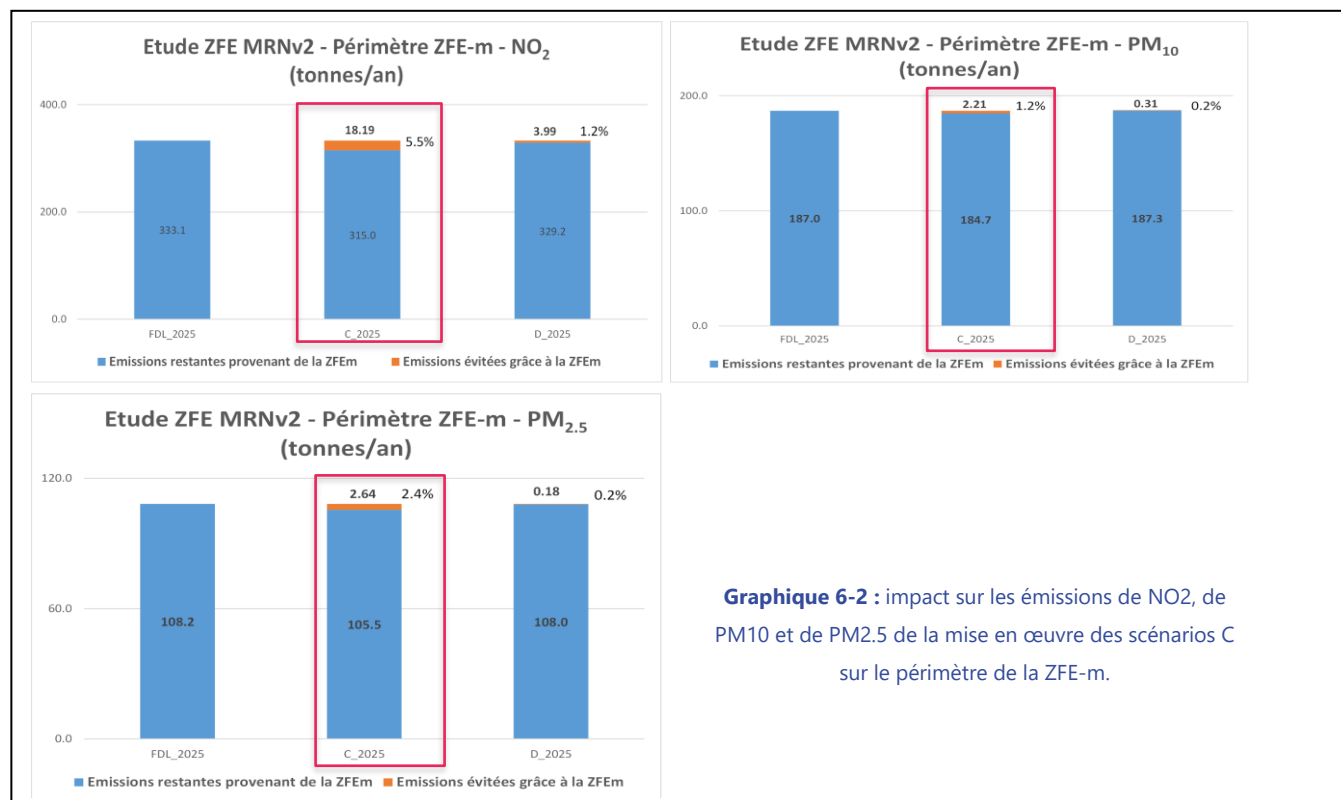 Etude ZFE MRNv2 - Périmètre ZFE-m - NO2
(tonnes/an)
400.0
200.0
0.0
18.19
5.5%
3.99
1.2%
333.1
315.0
329.2
FDL_2025
C_2025
D_2025
Emissions restantes provenant de la ZFEm
Emissions évitées grâce à la ZFEm
Etude ZFE MRNv2 - Périmètre ZFE-m - PM10
(tonnes/an)
200.0
100.0
0.0
2.21
1.2%
0.31
0.2%
187.0
184.7
187.3
FDL_2025
C_2025
D_2025
Emissions restantes provenant de la ZFEm
Emissions évitées grâce à la ZFEm
Etude ZFE MRNv2 - Périmètre ZFE-m - PM2.5
(tonnes/an)
120.0
60.0
0.0
2.64
2.4%
0.18
0.2%
108.2
105.5
108.0
FDL_2025
C_2025
D_2025
Emissions restantes provenant de la ZFEm
Emissions évitées grâce à la ZFEm
Graphique 6-2 : impact sur les émissions de NO2, de
PM10 et de PM2.5 de la mise en œuvre des scénarios C
sur le périmètre de la ZFE-m.